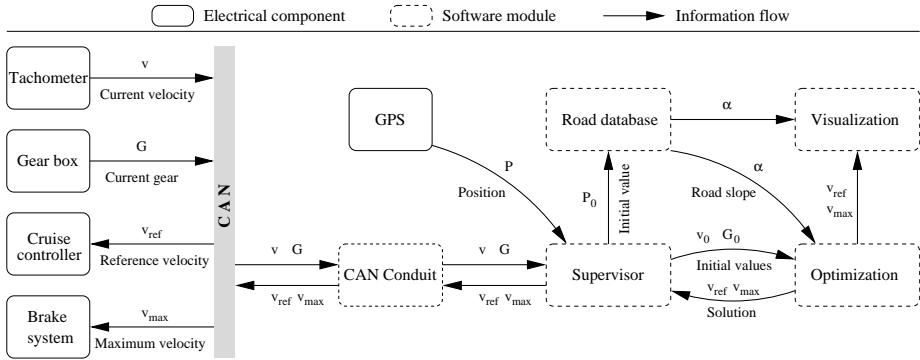 Electrical component
Software module
Information flow
Tachometer
v
Current velocity
Gear box
G
Current gear
Cruise
controller
v_ref
Reference velocity
Brake
system
v_max
Maximum velocity
CAN
v G
v_ref v_max
CAN Conduit
v G
v_ref v_max
GPS
P
Position
Supervisor
P_0
Initial value
Road database
α
Visualization
α
Road slope
v_ref
v_max
v_0 G_0
Initial values
v_ref v_max
Solution
Optimization